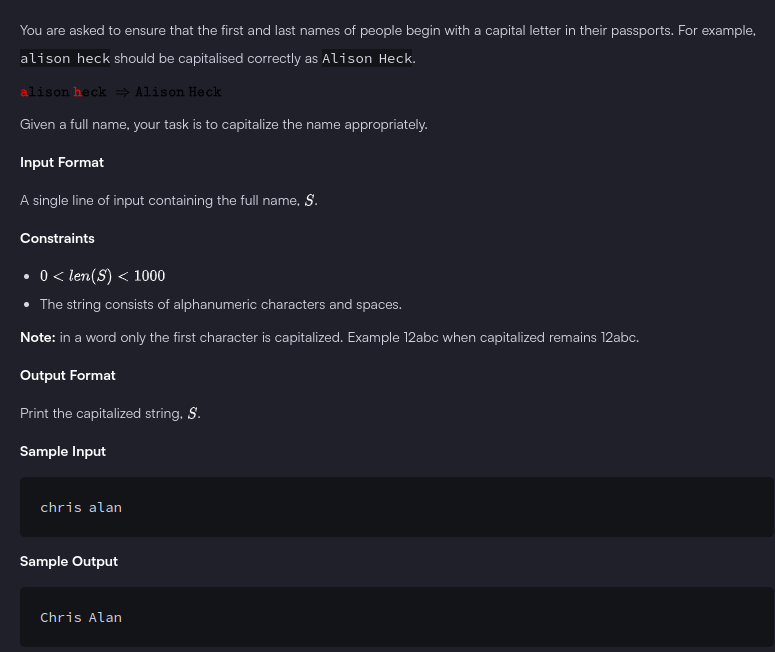 You are asked to ensure that the first and last names of people begin with a capital letter in their passports. For example,
alison heck should be capitalised correctly as Alison Heck.
alison heck ⇒ Alison Heck
Given a full name, your task is to capitalize the name appropriately.
Input Format
A single line of input containing the full name, S.
Constraints
• 0 < len(S) < 1000
• The string consists of alphanumeric characters and spaces.
Note: in a word only the first character is capitalized. Example 12abc when capitalized remains 12abc.
Output Format
Print the capitalized string, S.
Sample Input
chris alan
Sample Output
Chris Alan